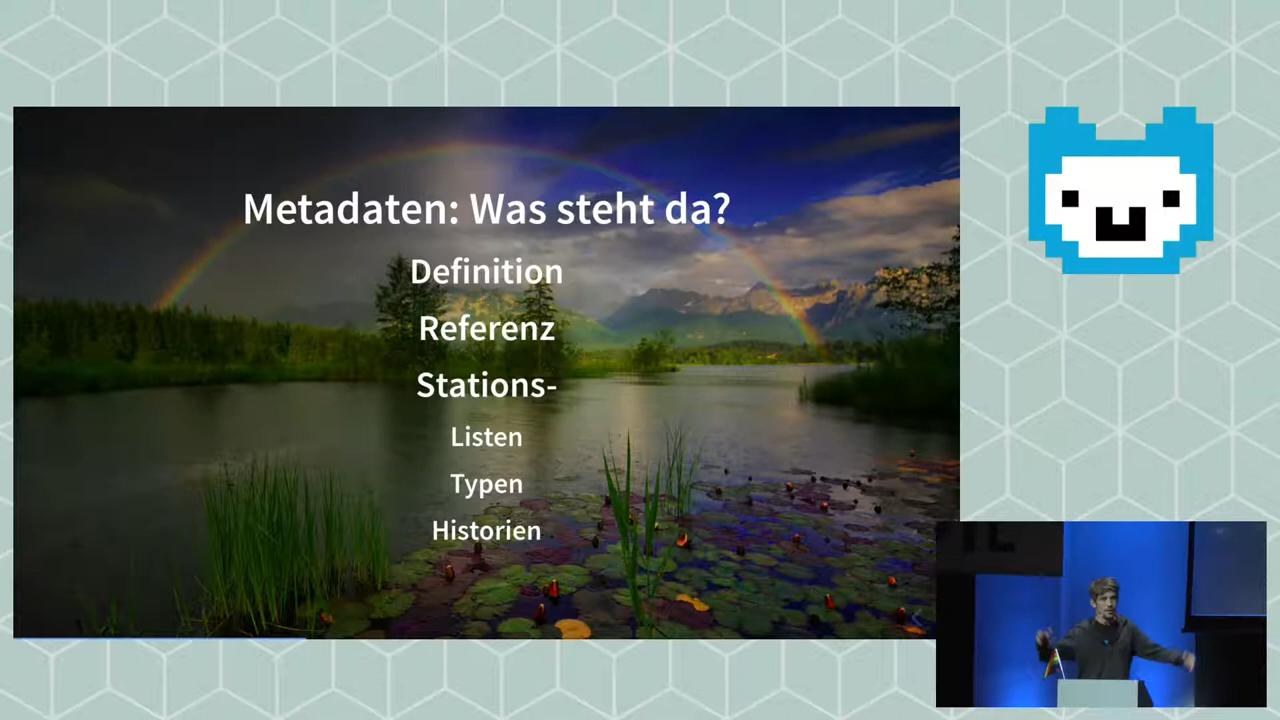 Metadaten: Was steht da?
Definition
Referenz
Stations-
Listen
Typen
Historien